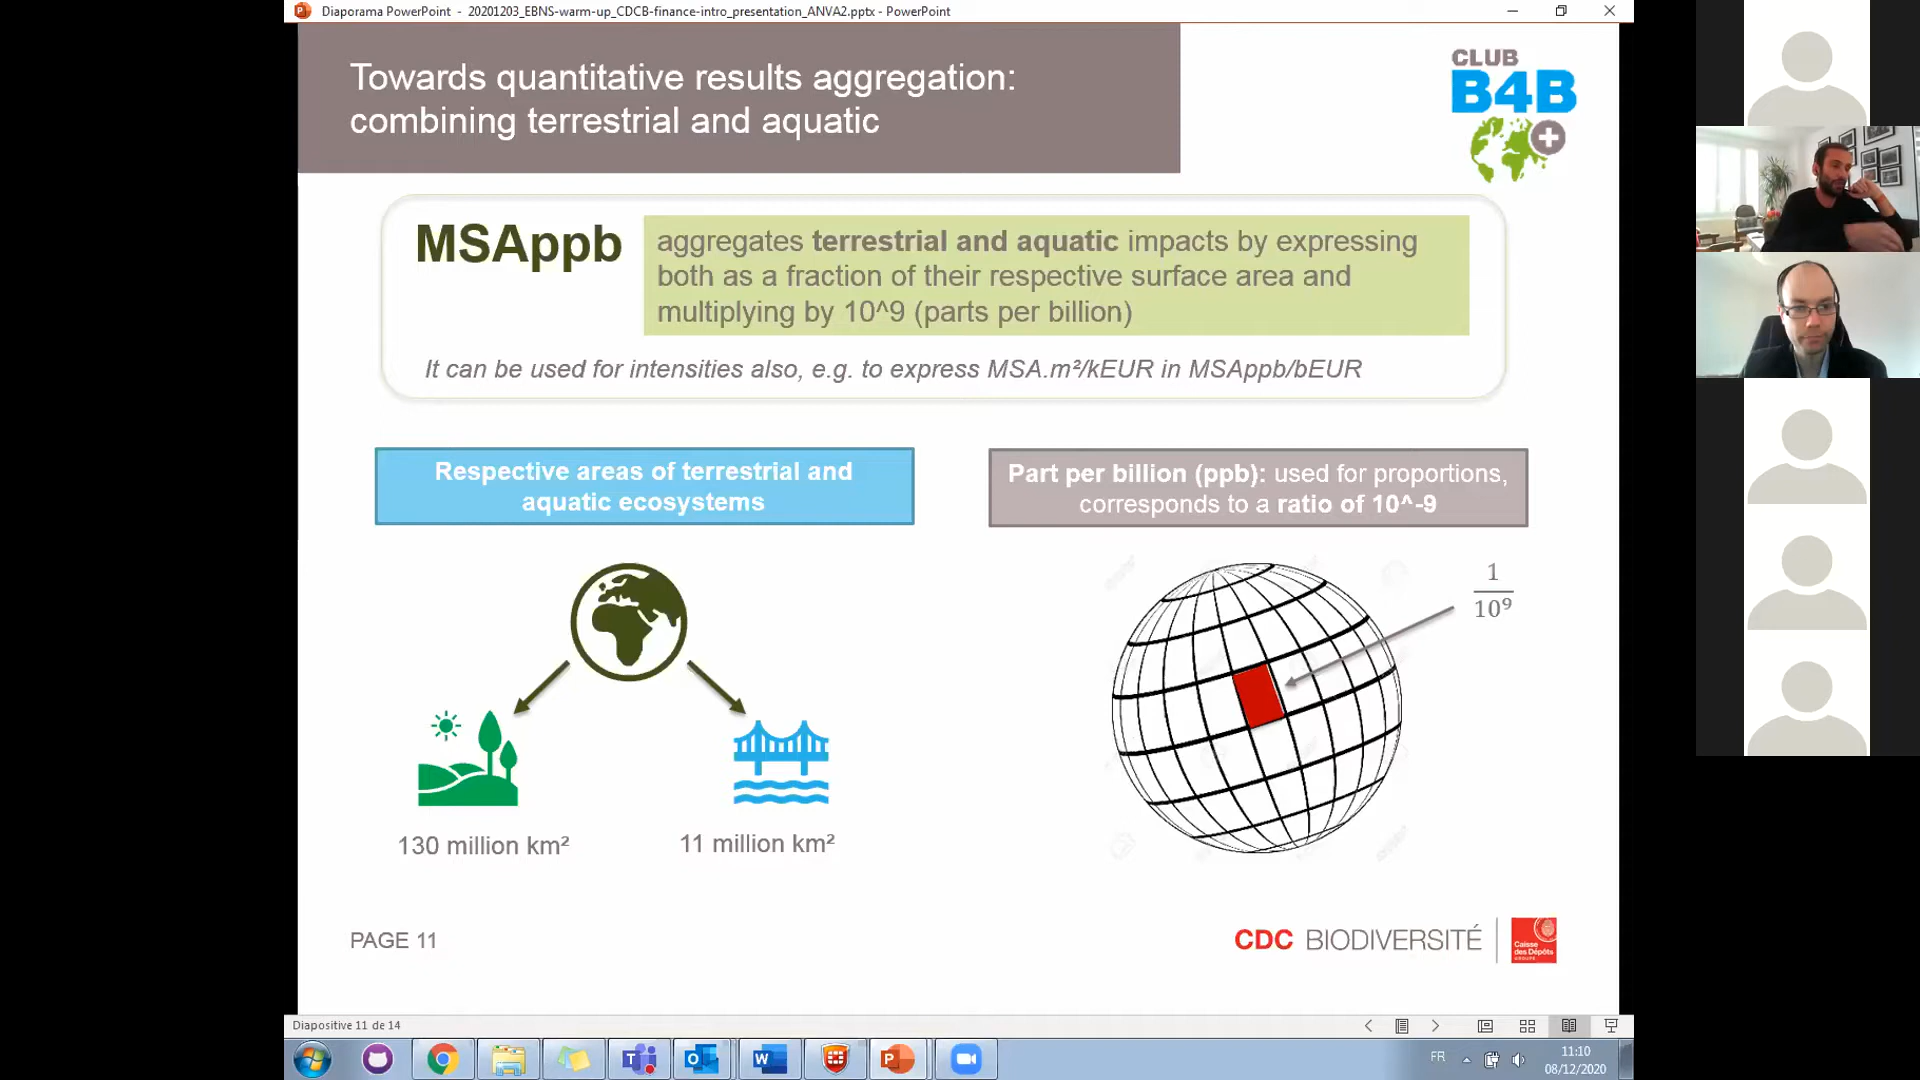 Diaporama PowerPoint - 20201203_EBNS-warm-up_CDCB-finance-intro_presentation_ANVA2.pptx - PowerPoint
Towards quantitative results aggregation:
combining terrestrial and aquatic
CLUB
B4B
+
MSAppb
aggregates terrestrial and aquatic impacts by expressing
both as a fraction of their respective surface area and
multiplying by 10^9 (parts per billion)
It can be used for intensities also, e.g. to express MSA.m²/kEUR in MSAppb/bEUR
Respective areas of terrestrial and
aquatic ecosystems
Part per billion (ppb): used for proportions,
corresponds to a ratio of 10^-9
1
10⁹
130 million km²
11 million km²
PAGE 11
CDC BIODIVERSITÉ
Caisse
des Dépôts
GROUPE
Diapositive 11 de 14
FR
11:10
08/12/2020